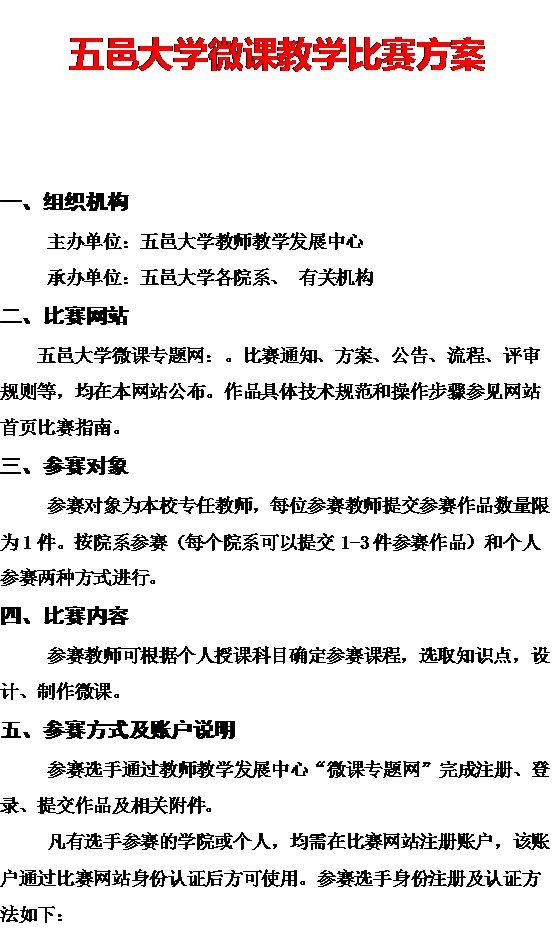 五邑大学微课教学比赛方案
一、组织机构
主办单位：五邑大学教师教学发展中心
承办单位：五邑大学各院系、 有关机构
二、比赛网站
五邑大学微课专题网： 。比赛通知、方案、公告、流程、评审
规则等，均在本网站公布。作品具体技术规范和操作步骤参见网站
首页比赛指南。
三、参赛对象
参赛对象为本校专任教师，每位参赛教师提交参赛作品数量限
为 1 件。按院系参赛（每个院系可以提交 1-3 件参赛作品）和个人
参赛两种方式进行。
四、比赛内容
参赛教师可根据个人授课科目确定参赛课程，选取知识点，设
计、制作微课。
五、参赛方式及账户说明
参赛选手通过教师教学发展中心“微课专题网”完成注册、登
录、提交作品及相关附件。
凡有选手参赛的学院或个人，均需在比赛网站注册账户，该账
户通过比赛网站身份认证后方可使用。参赛选手身份注册及认证方
法如下：